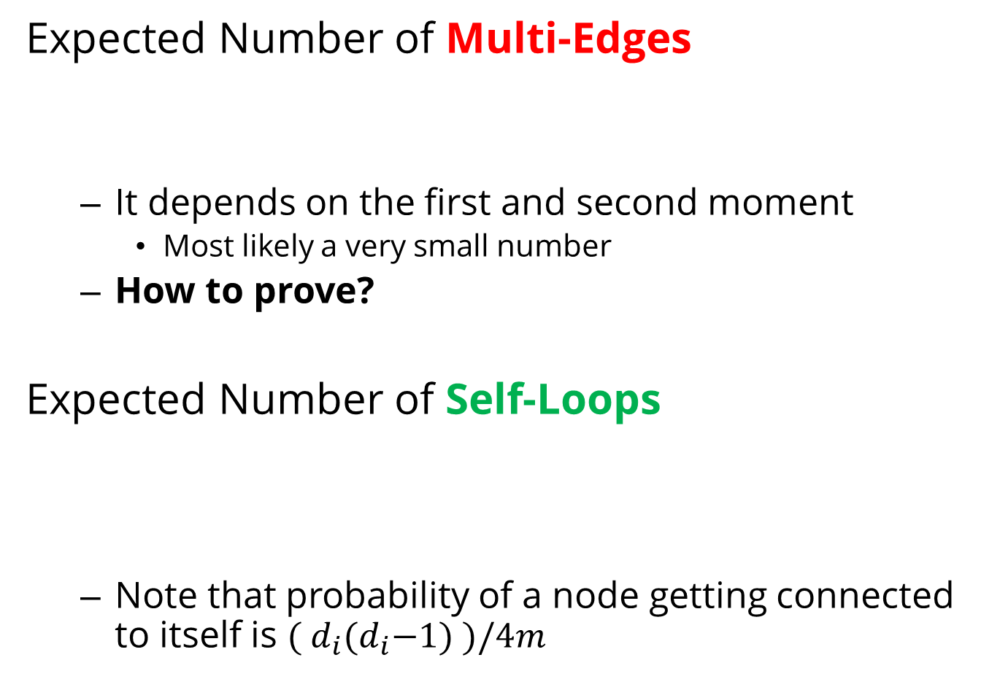 Expected Number of Multi-Edges
– It depends on the first and second moment
• Most likely a very small number
– How to prove?
Expected Number of Self-Loops
– Note that probability of a node getting connected
to itself is ( dᵢ(dᵢ−1) )/4m